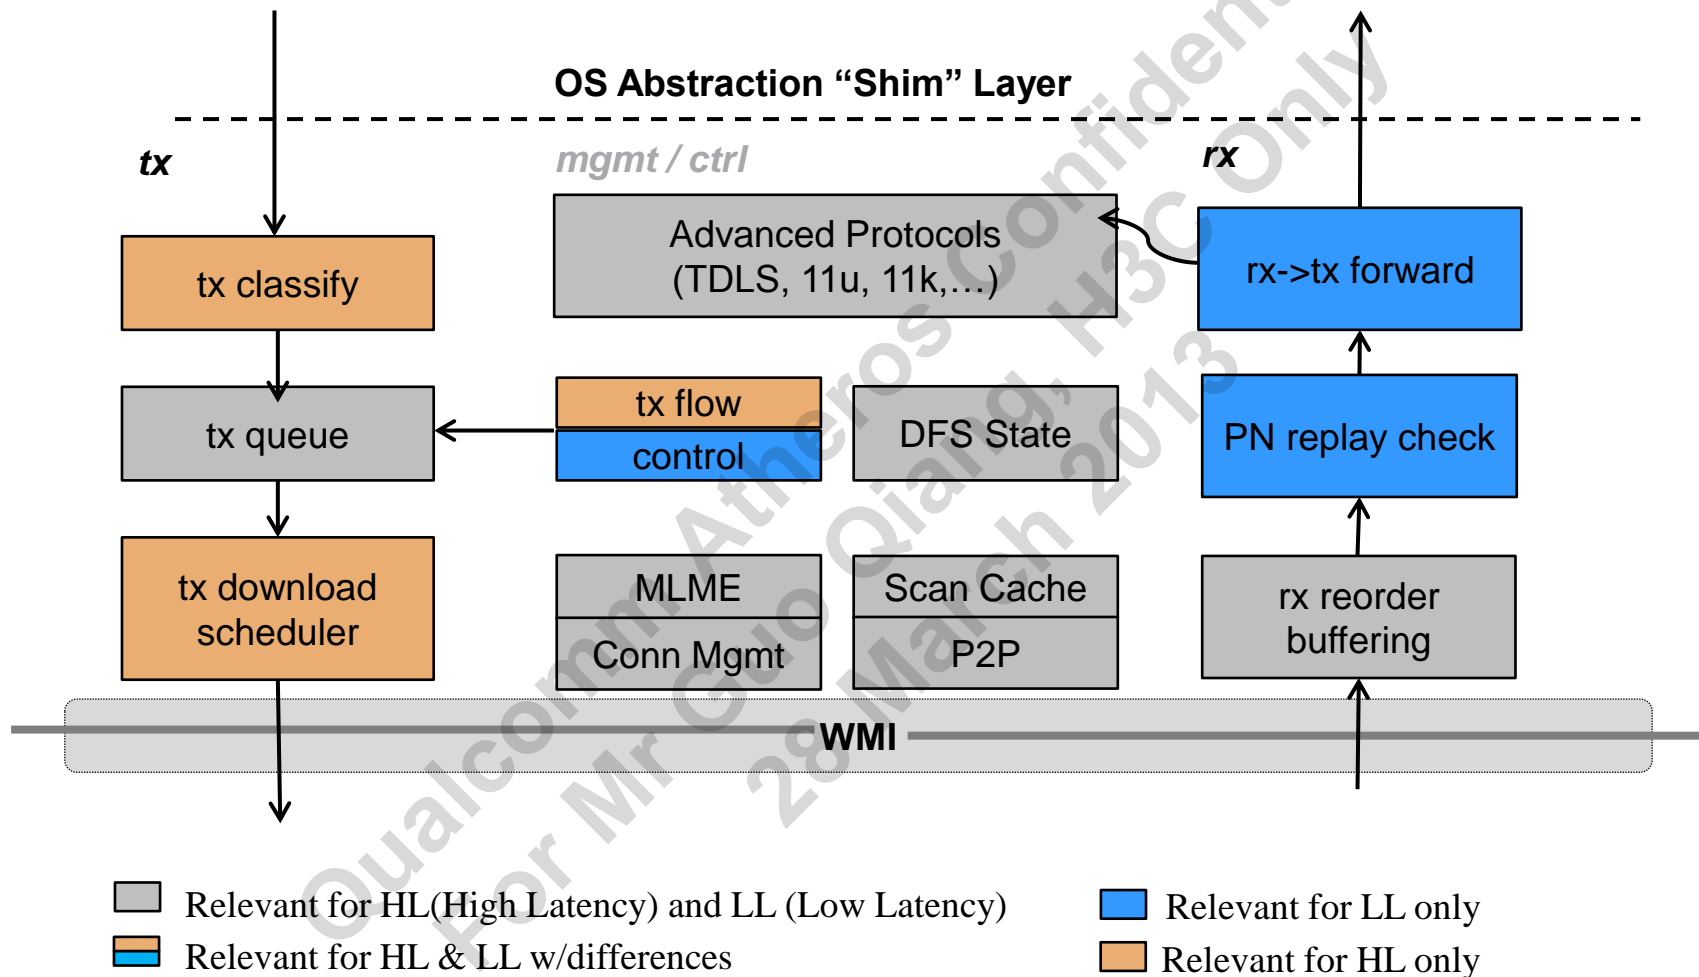 OS Abstraction “Shim” Layer
tx
mgmt / ctrl
rx
Advanced Protocols
(TDLS, 11u, 11k,…)
tx classify
rx->tx forward
tx queue
tx flow
control
DFS State
PN replay check
tx download
scheduler
MLME
Conn Mgmt
Scan Cache
P2P
rx reorder
buffering
WMI
Relevant for HL(High Latency) and LL (Low Latency)
Relevant for LL only
Relevant for HL & LL w/differences
Relevant for HL only
Qualcomm Atheros Confident
For Mr Guo Qiang, H3C Only
28 March 2013